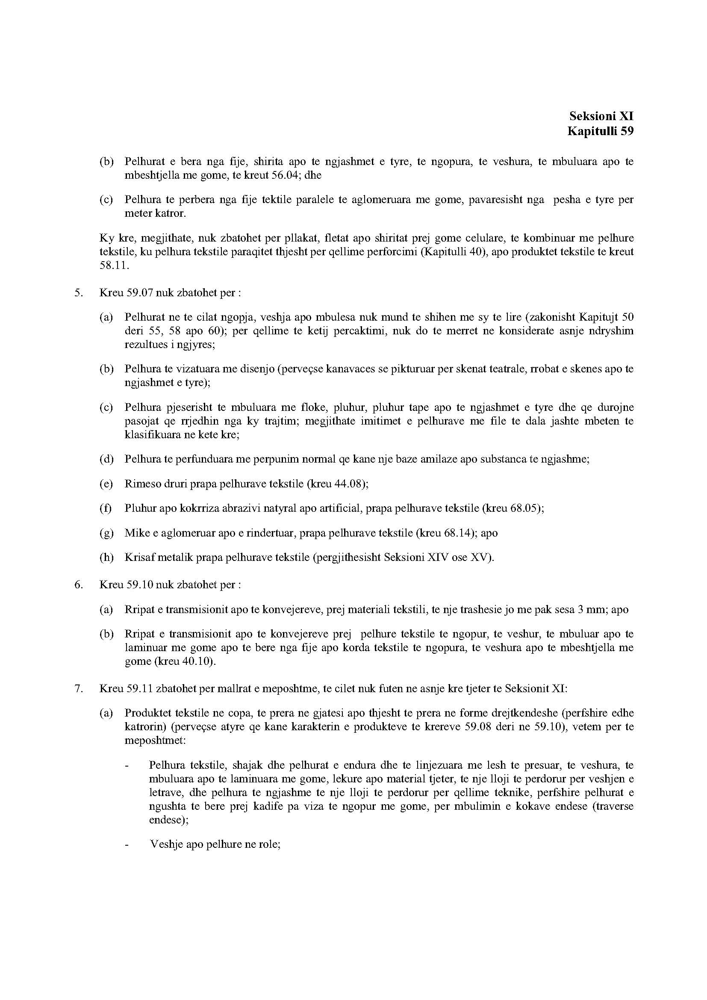 Seksioni XI
Kapitulli 59
(b) Pelhurat e bera nga fije, shirita apo te ngjashmet e tyre, te ngopura, te veshura, te mbuluara apo te
mbeshtjella me gome, te kreut 56.04; dhe
(c) Pelhura te perbera nga fije tektile paralele te aglomeruara me gome, pavaresisht nga pesha e tyre per
meter katror.
Ky kre, megjithate, nuk zbatohet per pllakat, fletat apo shiritat prej gome celulare, te kombinuar me pelhure
tekstile, ku pelhura tekstile paraqitet thjesht per qellime perforcimi (Kapitulli 40), apo produktet tekstile te kreut
58.11.
5. Kreu 59.07 nuk zbatohet per :
(a) Pelhurat ne te cilat ngopja, veshja apo mbulesa nuk mund te shihen me sy te lire (zakonisht Kapitujt 50
deri 55, 58 apo 60); per qellime te ketij percaktimi, nuk do te merret ne konsiderate asnje ndryshim
rezultues i ngjyres;
(b) Pelhura te vizatuara me disenjo (perveçse kanavaces se pikturuar per skenat teatrale, rrobat e skenes apo te
ngjashmet e tyre);
(c) Pelhura pjeserisht te mbuluara me floke, pluhur, pluhur tape apo te ngjashmet e tyre dhe qe durojne
pasojat qe rrjedhin nga ky trajtim; megjithate imitimet e pelhurave me file te dala jashte mbeten te
klasifikuara ne kete kre;
(d) Pelhura te perfunduara me perpunim normal qe kane nje baze amilaze apo substanca te ngjashme;
(e) Rimeso druri prapa pelhurave tekstile (kreu 44.08);
(f) Pluhur apo kokrriza abrazivi natyral apo artificial, prapa pelhurave tekstile (kreu 68.05);
(g) Mike e aglomeruar apo e rindertuar, prapa pelhurave tekstile (kreu 68.14); apo
(h) Krisaf metalik prapa pelhurave tekstile (pergjithesisht Seksioni XIV ose XV).
6. Kreu 59.10 nuk zbatohet per :
(a) Rripat e transmisionit apo te konvejereve, prej materiali tekstili, te nje trashesie jo me pak sesa 3 mm; apo
(b) Rripat e transmisionit apo te konvejereve prej pelhure tekstile te ngopur, te veshur, te mbuluar apo te
laminuar me gome apo te bere nga fije apo korda tekstile te ngopura, te veshura apo te mbeshtjella me
gome (kreu 40.10).
7. Kreu 59.11 zbatohet per mallrat e meposhtme, te cilet nuk futen ne asnje kre tjeter te Seksionit XI:
(a) Produktet tekstile ne copa, te prera ne gjatesi apo thjesht te prera ne forme drejtkendeshe (perfshire edhe
katrorin) (perveçse atyre qe kane karakterin e produkteve te krereve 59.08 deri ne 59.10), vetem per te
meposhtmet:
- Pelhura tekstile, shajak dhe pelhurat e endura dhe te linjezuara me lesh te presuar, te veshura, te
mbuluara apo te laminuara me gome, lekure apo material tjeter, te nje lloji te perdorur per veshjen e
letrave, dhe pelhura te ngjashme te nje lloji te perdorur per qellime teknike, perfshire pelhurat e
ngushta te bere prej kadife pa viza te ngopur me gome, per mbulimin e kokave endese (traverse
endese);
- Veshje apo pelhure ne role;